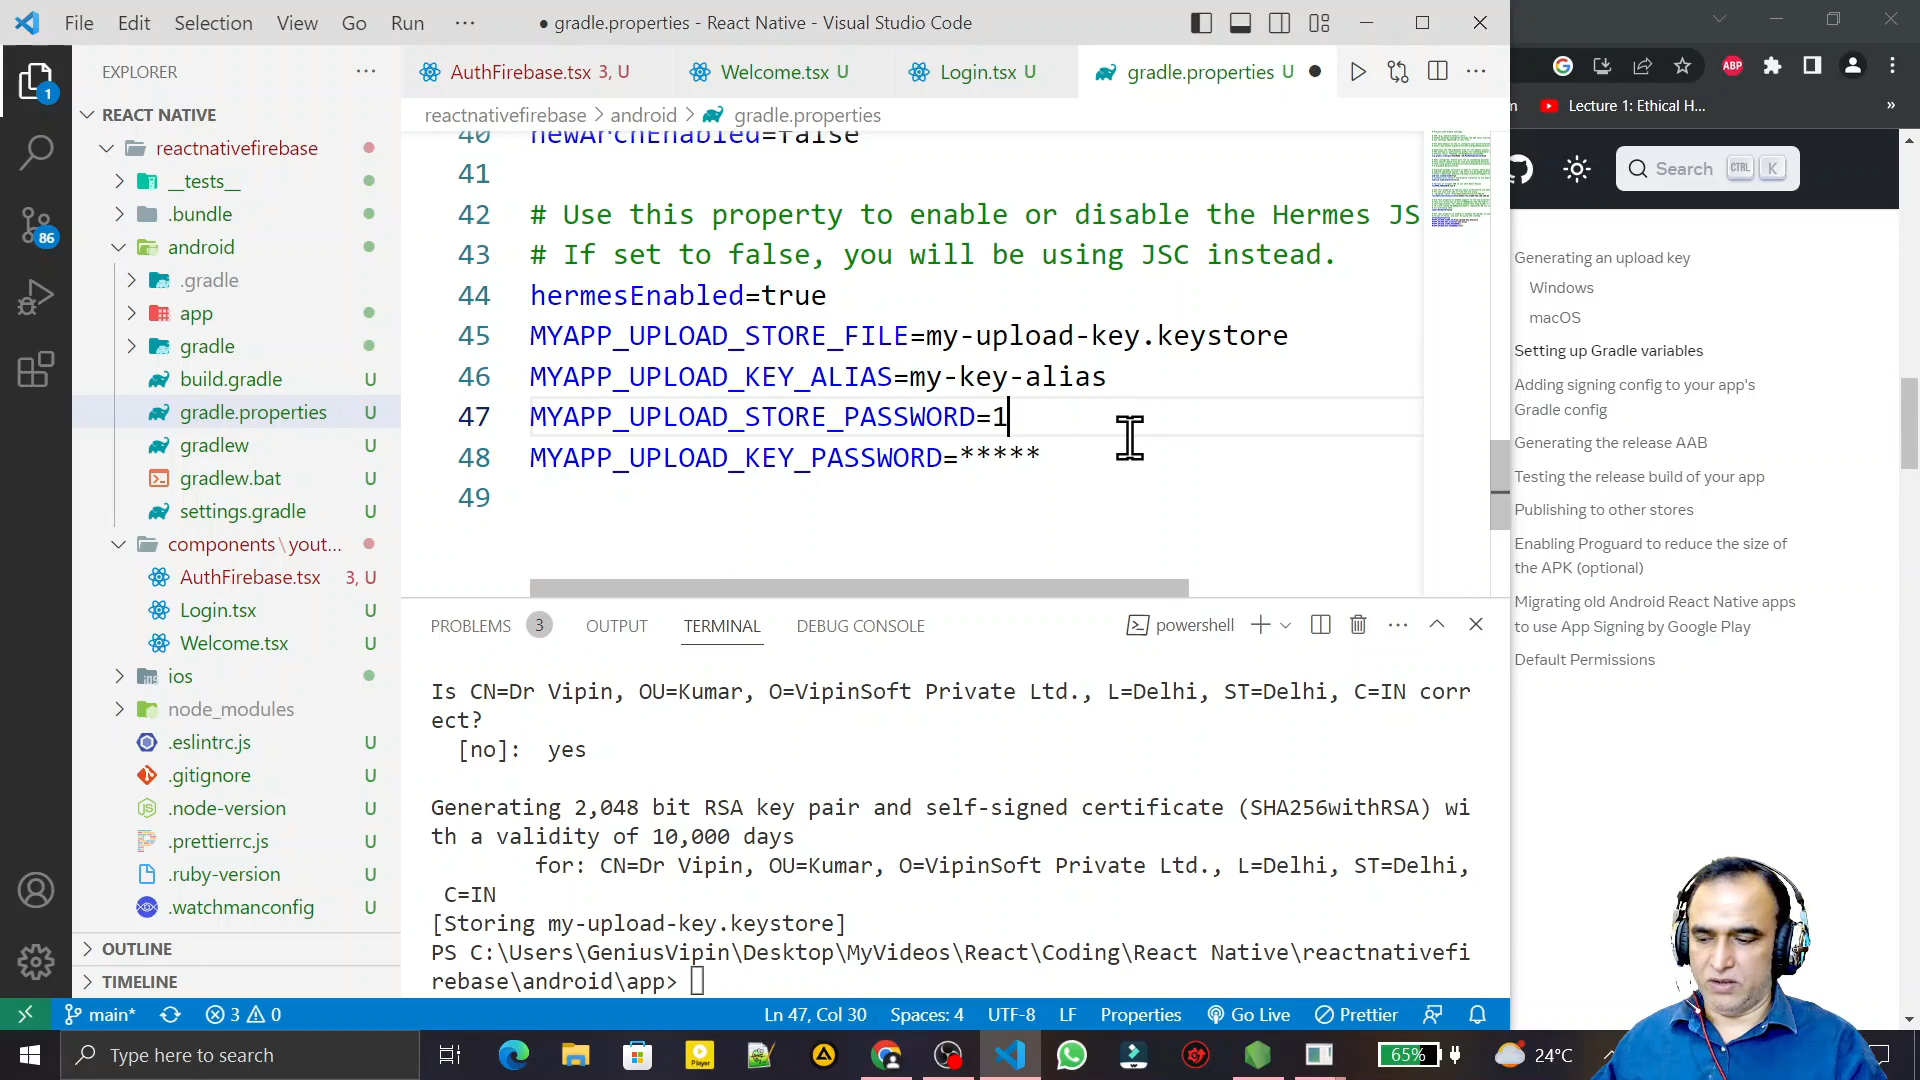 File Edit Selection View Go Run ···
● gradle.properties - React Native - Visual Studio Code
EXPLORER
REACT NATIVE
reactnativefirebase
__tests__
.bundle
android
.gradle
app
gradle
build.gradle U
gradle.properties U
gradlew U
gradlew.bat U
settings.gradle U
components\yout...
AuthFirebase.tsx 3, U
Login.tsx U
Welcome.tsx U
ios
node_modules
.eslintrc.js U
.gitignore U
.node-version U
.prettierrc.js U
.ruby-version U
.watchmanconfig U
OUTLINE
TIMELINE
1
86
AuthFirebase.tsx 3, U
Welcome.tsx U
Login.tsx U
gradle.properties U ●
reactnativefirebase > android > gradle.properties
40 newArchEnabled=false
41
42 # Use this property to enable or disable the Hermes JS
43 # If set to false, you will be using JSC instead.
44 hermesEnabled=true
45 MYAPP_UPLOAD_STORE_FILE=my-upload-key.keystore
46 MYAPP_UPLOAD_KEY_ALIAS=my-key-alias
47 MYAPP_UPLOAD_STORE_PASSWORD=1
48 MYAPP_UPLOAD_KEY_PASSWORD=*****
49
PROBLEMS 3 OUTPUT TERMINAL DEBUG CONSOLE
powershell
Is CN=Dr Vipin, OU=Kumar, O=VipinSoft Private Ltd., L=Delhi, ST=Delhi, C=IN corr
ect?
[no]: yes
Generating 2,048 bit RSA key pair and self-signed certificate (SHA256withRSA) wi
th a validity of 10,000 days
for: CN=Dr Vipin, OU=Kumar, O=VipinSoft Private Ltd., L=Delhi, ST=Delhi,
C=IN
[Storing my-upload-key.keystore]
PS C:\Users\GeniusVipin\Desktop\MyVideos\React\Coding\React Native\reactnativefi
rebase\android\app>
main* 3 0
Ln 47, Col 30 Spaces: 4 UTF-8 LF Properties Go Live Prettier
ABP
Lecture 1: Ethical H...
Search CTRL K
Generating an upload key
Windows
macOS
Setting up Gradle variables
Adding signing config to your app's
Gradle config
Generating the release AAB
Testing the release build of your app
Publishing to other stores
Enabling Proguard to reduce the size of
the APK (optional)
Migrating old Android React Native apps
to use App Signing by Google Play
Default Permissions
Type here to search
Player
65%
24°C